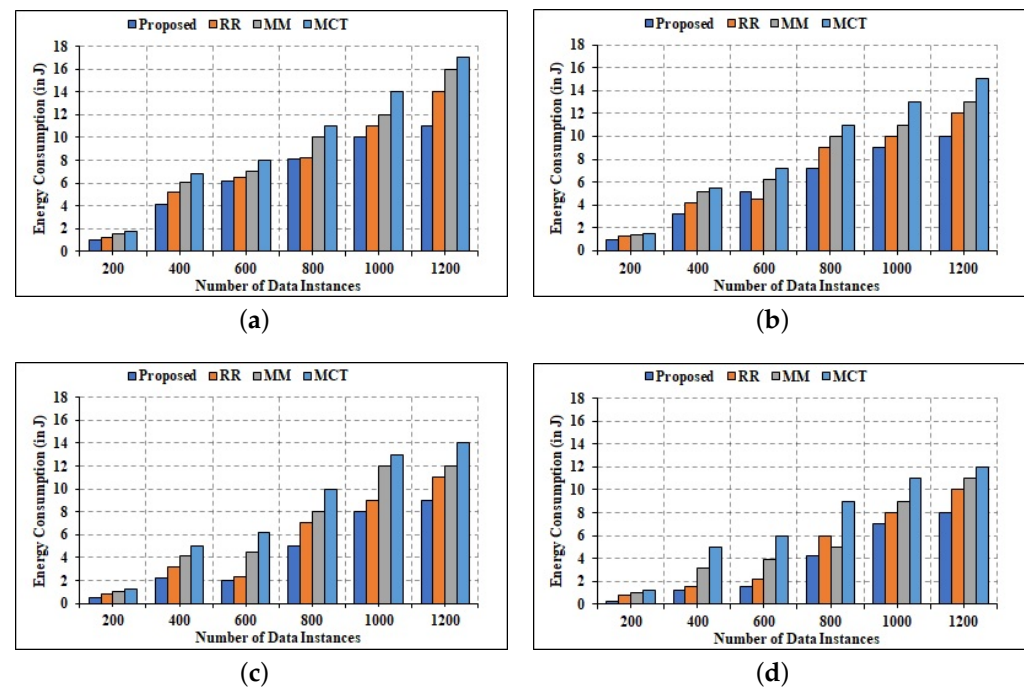 Proposed RR MM MCT
Energy Consumption (in J)
18
16
14
12
10
8
6
4
2
0
200 400 600 800 1000 1200
Number of Data Instances
(a)
Proposed RR MM MCT
Energy Consumption (in J)
18
16
14
12
10
8
6
4
2
0
200 400 600 800 1000 1200
Number of Data Instances
(b)
Proposed RR MM MCT
Energy Consumption (in J)
18
16
14
12
10
8
6
4
2
0
200 400 600 800 1000 1200
Number of Data Instances
(c)
Proposed RR MM MCT
Energy Consumption (in J)
18
16
14
12
10
8
6
4
2
0
200 400 600 800 1000 1200
Number of Data Instances
(d)